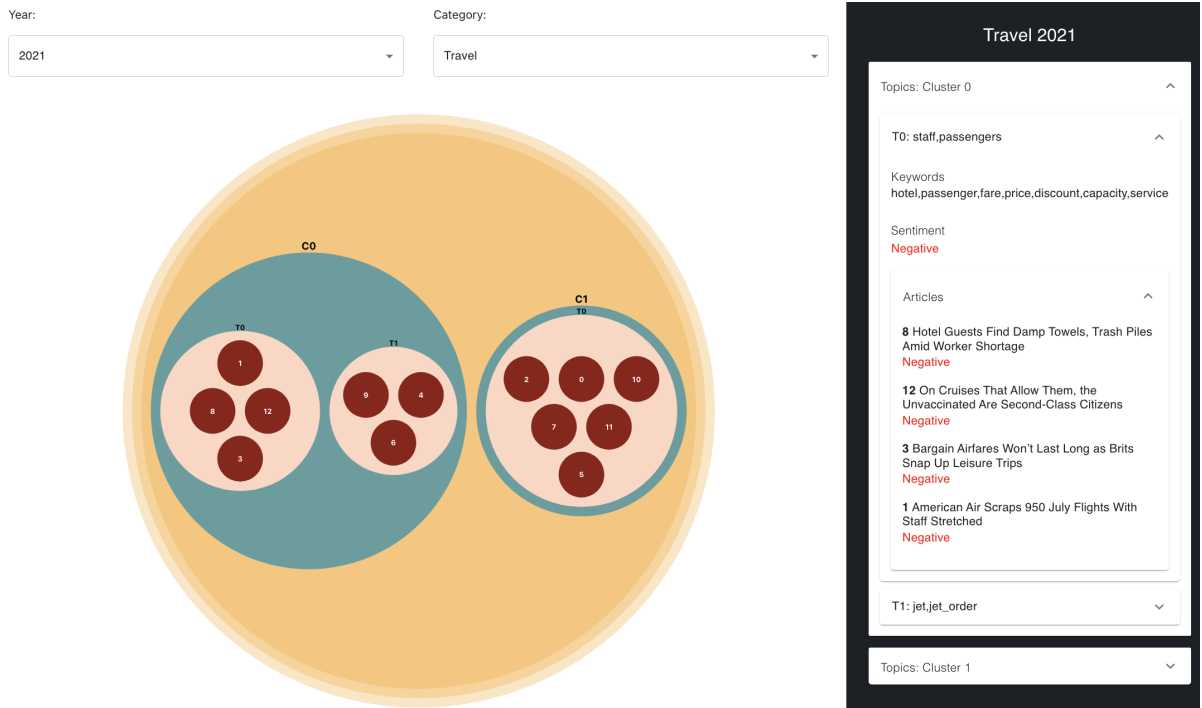 Year:
Category:
2021
Travel
C0
T0
1
8
12
3
T1
9
4
6
C1
T0
2
0
10
7
11
5
Travel 2021
Topics: Cluster 0
T0: staff,passengers
Keywords
hotel,passenger,fare,price,discount,capacity,service
Sentiment
Negative
Articles
8 Hotel Guests Find Damp Towels, Trash Piles
Amid Worker Shortage
Negative
12 On Cruises That Allow Them, the
Unvaccinated Are Second-Class Citizens
Negative
3 Bargain Airfares Won’t Last Long as Brits
Snap Up Leisure Trips
Negative
1 American Air Scraps 950 July Flights With
Staff Stretched
Negative
T1: jet,jet_order
Topics: Cluster 1